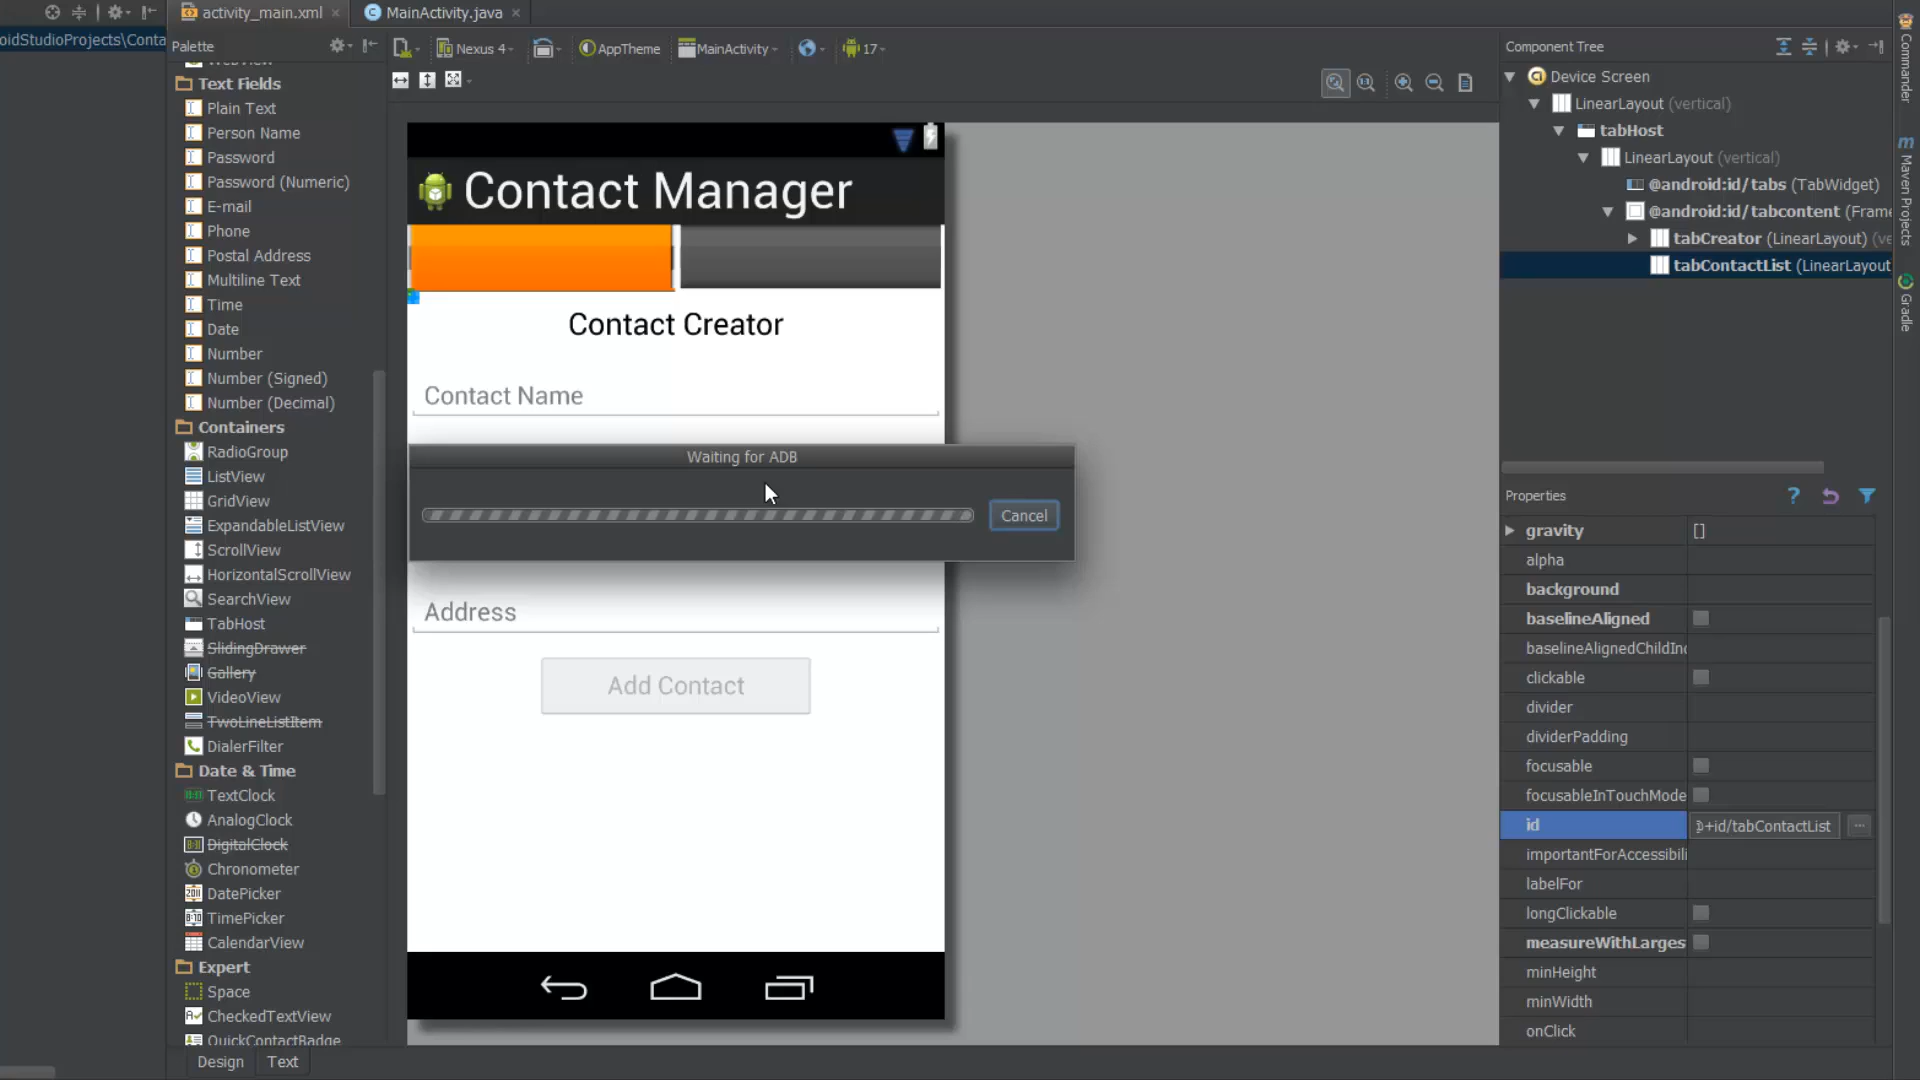 activity_main.xml
MainActivity.java
oidStudioProjects\Conta
Palette
Nexus 4
AppTheme
MainActivity
17
Text Fields
Plain Text
Person Name
Password
Password (Numeric)
E-mail
Phone
Postal Address
Multiline Text
Time
Date
Number
Number (Signed)
Number (Decimal)
Containers
RadioGroup
ListView
GridView
ExpandableListView
ScrollView
HorizontalScrollView
SearchView
TabHost
SlidingDrawer
Gallery
VideoView
TwoLineListItem
DialerFilter
Date & Time
TextClock
AnalogClock
DigitalClock
Chronometer
DatePicker
TimePicker
CalendarView
Expert
Space
CheckedTextView
QuickContactBadge
Design
Text
Contact Manager
Contact Creator
Contact Name
Waiting for ADB
Cancel
Address
Add Contact
Component Tree
Device Screen
LinearLayout (vertical)
tabHost
LinearLayout (vertical)
@android:id/tabs (TabWidget)
@android:id/tabcontent (Frame
tabCreator (LinearLayout) (ve
tabContactList (LinearLayout
Properties
gravity []
alpha
background
baselineAligned
baselineAlignedChildInd
clickable
divider
dividerPadding
focusable
focusableInTouchMode
id +id/tabContactList ...
importantForAccessibili
labelFor
longClickable
measureWithLarges
minHeight
minWidth
onClick
Commander
Maven Projects
Gradle